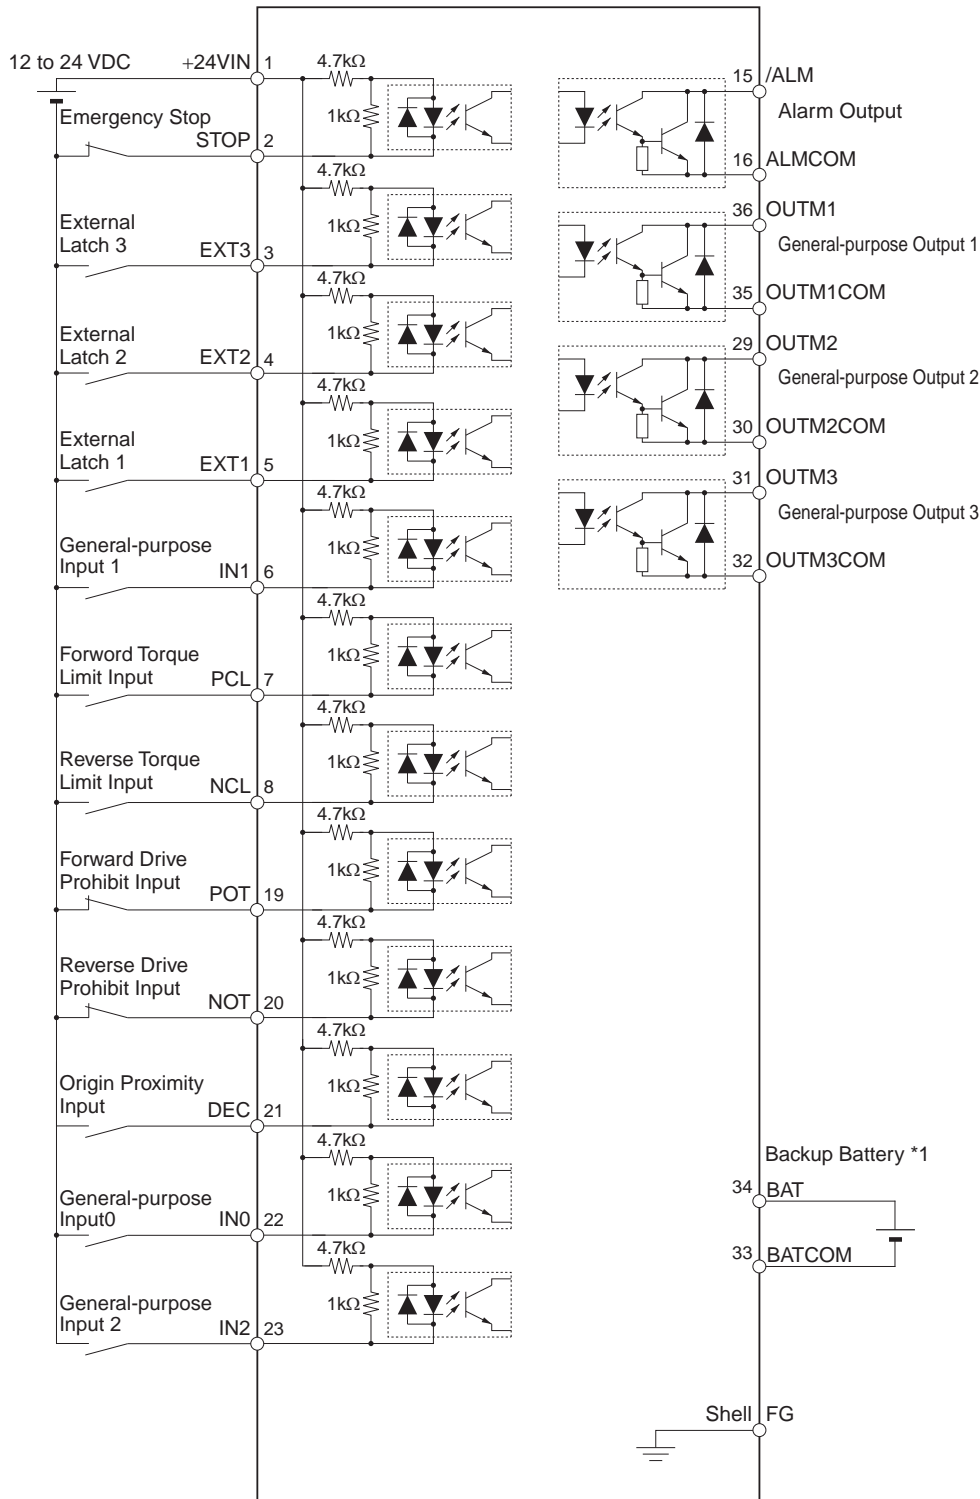 12 to 24 VDC
+24VIN 1
4.7kΩ
1kΩ
Emergency Stop
STOP 2
4.7kΩ
External
Latch 3
1kΩ
EXT3 3
4.7kΩ
External
Latch 2
1kΩ
EXT2 4
4.7kΩ
External
Latch 1
1kΩ
EXT1 5
4.7kΩ
General-purpose
Input 1
1kΩ
IN1 6
4.7kΩ
Forword Torque
Limit Input
1kΩ
PCL 7
4.7kΩ
Reverse Torque
Limit Input
1kΩ
NCL 8
4.7kΩ
Forward Drive
Prohibit Input
1kΩ
POT 19
4.7kΩ
Reverse Drive
Prohibit Input
1kΩ
NOT 20
4.7kΩ
Origin Proximity
Input
1kΩ
DEC 21
4.7kΩ
General-purpose
Input0
1kΩ
IN0 22
4.7kΩ
General-purpose
Input 2
1kΩ
IN2 23
15 /ALM
Alarm Output
16 ALMCOM
36 OUTM1
General-purpose Output 1
35 OUTM1COM
29 OUTM2
General-purpose Output 2
30 OUTM2COM
31 OUTM3
General-purpose Output 3
32 OUTM3COM
Backup Battery *1
34 BAT
33 BATCOM
Shell FG